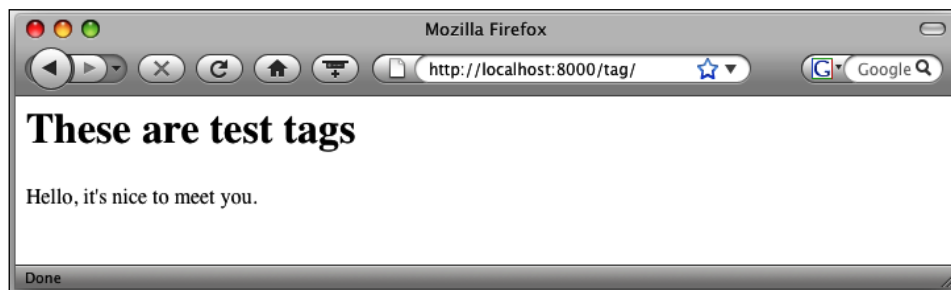 Mozilla Firefox
http://localhost:8000/tag/
G Google
These are test tags
Hello, it's nice to meet you.
Done